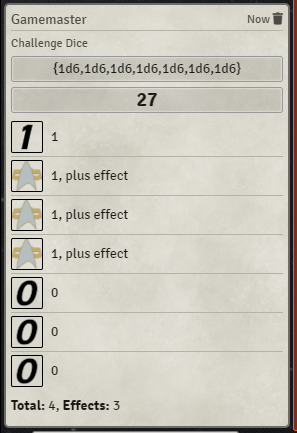 Gamemaster Now
Challenge Dice
{1d6,1d6,1d6,1d6,1d6,1d6,1d6}
27
1 1
1, plus effect
1, plus effect
1, plus effect
0 0
0 0
0 0
Total: 4, Effects: 3